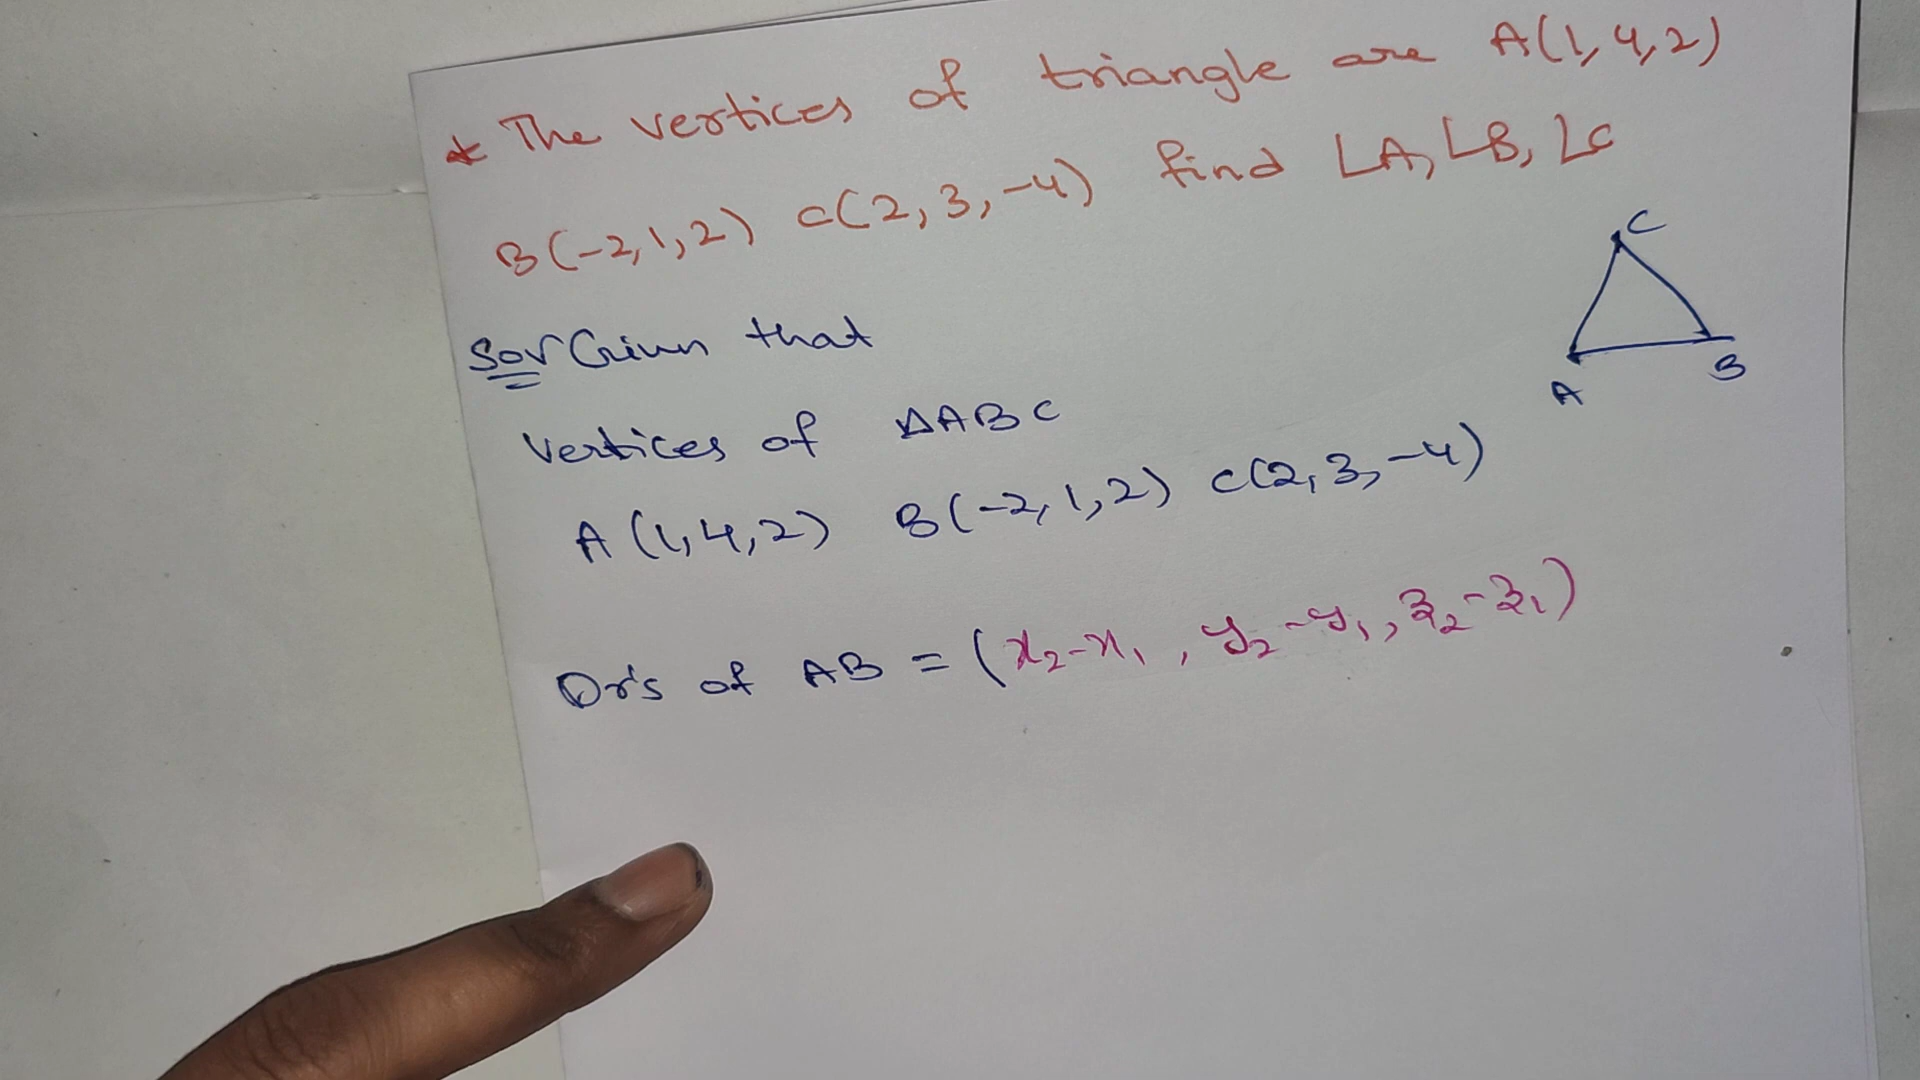 * The vertices of triangle are A(1,4,2)
B(-2,1,2) C(2,3,-4) find ∠A, ∠B, ∠C
Sol Given that
Vertices of △ABC
A(1,4,2) B(-2,1,2) C(2,3,-4)
C
A B
Dr's of AB = (x₂-x₁, y₂-y₁, z₂-z₁)